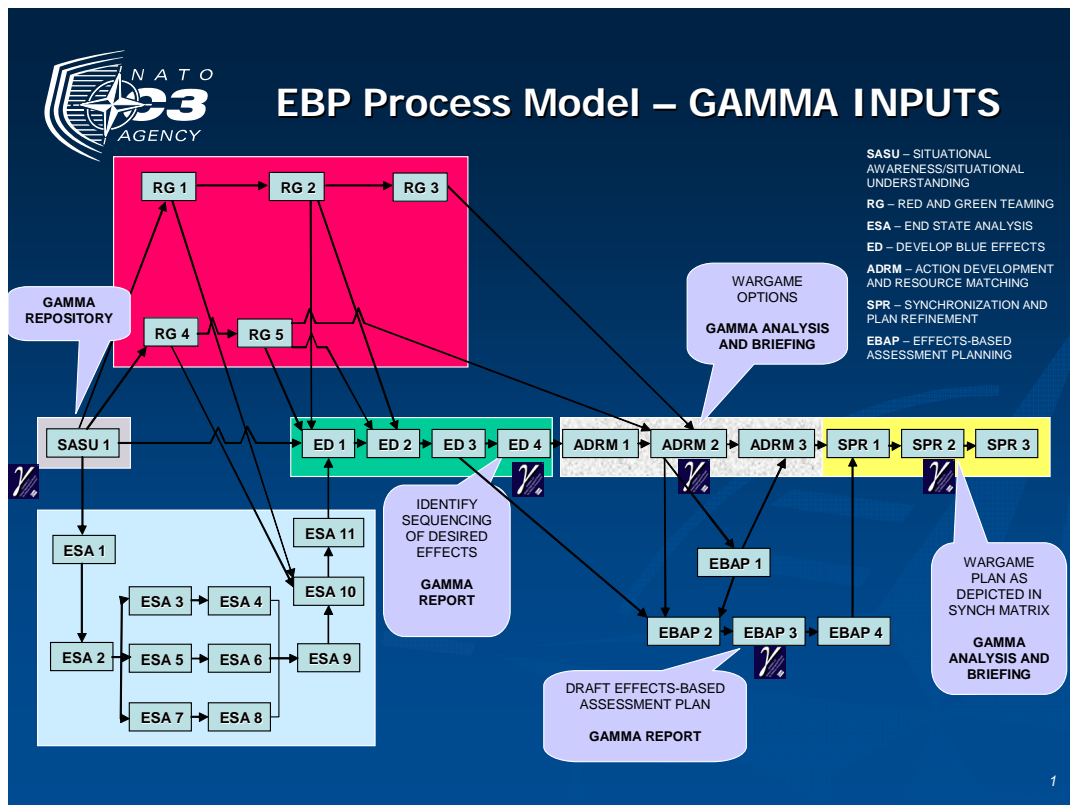 NATO
C3
AGENCY
EBP Process Model – GAMMA INPUTS
SASU – SITUATIONAL
AWARENESS/SITUATIONAL
UNDERSTANDING
RG – RED AND GREEN TEAMING
ESA – END STATE ANALYSIS
ED – DEVELOP BLUE EFFECTS
ADRM – ACTION DEVELOPMENT
AND RESOURCE MATCHING
SPR – SYNCHRONIZATION AND
PLAN REFINEMENT
EBAP – EFFECTS-BASED
ASSESSMENT PLANNING
RG 1
RG 2
RG 3
GAMMA
REPOSITORY
RG 4
RG 5
WARGAME
OPTIONS
GAMMA ANALYSIS
AND BRIEFING
SASU 1
ED 1
ED 2
ED 3
ED 4
ADRM 1
ADRM 2
ADRM 3
SPR 1
SPR 2
SPR 3
γ
γ
γ
γ
IDENTIFY
SEQUENCING
OF DESIRED
EFFECTS
GAMMA
REPORT
ESA 1
ESA 2
ESA 3
ESA 4
ESA 5
ESA 6
ESA 7
ESA 8
ESA 9
ESA 10
ESA 11
EBAP 1
EBAP 2
EBAP 3
EBAP 4
γ
WARGAME
PLAN AS
DEPICTED IN
SYNCH MATRIX
GAMMA
ANALYSIS AND
BRIEFING
DRAFT EFFECTS-BASED
ASSESSMENT PLAN
GAMMA REPORT
1